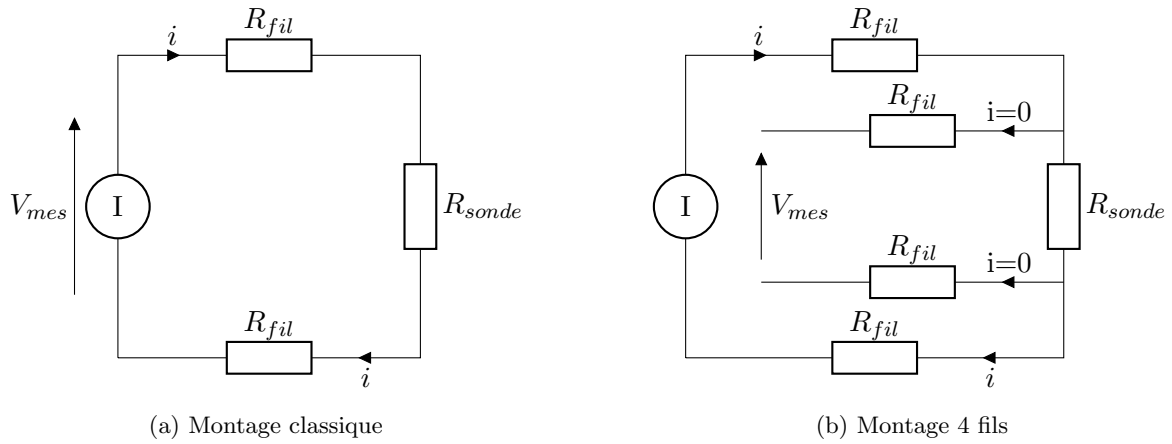 R_fil
i
V_mes
I
R_sonde
R_fil
i
(a) Montage classique
R_fil
i
R_fil
i=0
I
V_mes
R_sonde
R_fil
i=0
R_fil
i
(b) Montage 4 fils